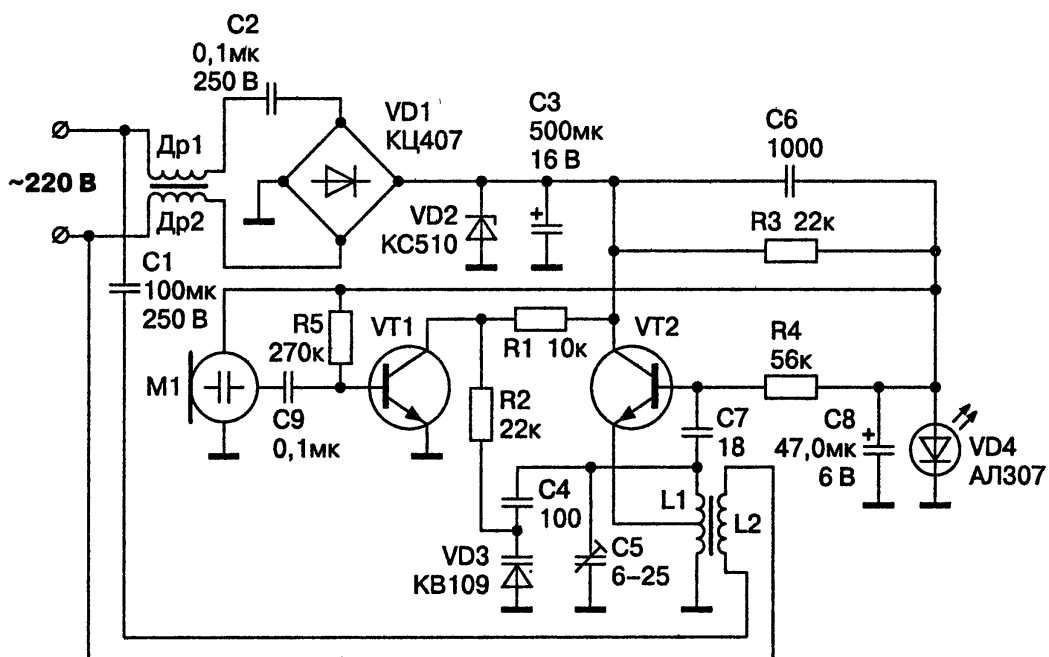 C2
0,1мк
250 В
VD1
КЦ407
C3
500мк
16 В
C6
1000
Др1
~220 В
Др2
VD2
КС510
R3 22к
C1
100мк
250 В
R5
270к
VT1
R1 10к
VT2
R4
56к
М1
C9
0,1мк
R2
22к
C7
18
C8
47,0мк
6 В
VD4
АЛ307
C4
100
L1
L2
VD3
КВ109
C5
6–25
+
+